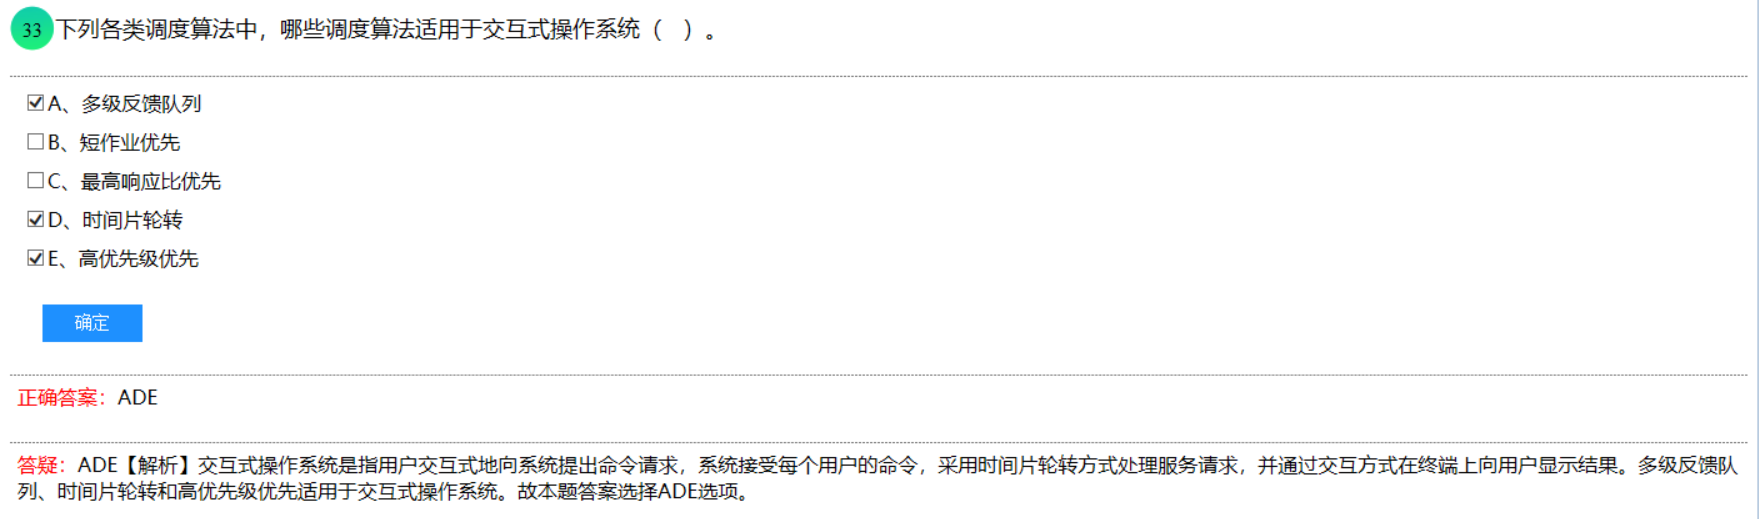 33 下列各类调度算法中，哪些调度算法适用于交互式操作系统（　）。
A、多级反馈队列
B、短作业优先
C、最高响应比优先
D、时间片轮转
E、高优先级优先
确定
正确答案：ADE
答疑：ADE【解析】交互式操作系统是指用户交互式地向系统提出命令请求，系统接受每个用户的命令，采用时间片轮转方式处理服务请求，并通过交互方式在终端上向用户显示结果。多级反馈队
列、时间片轮转和高优先级优先适用于交互式操作系统。故本题答案选择ADE选项。